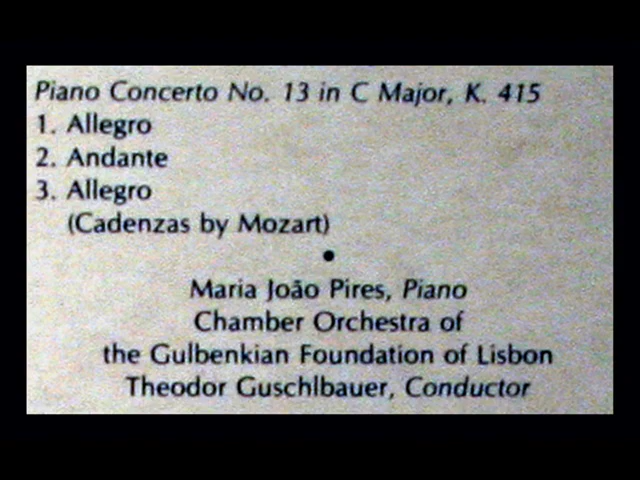 Piano Concerto No. 13 in C Major, K. 415
1. Allegro
2. Andante
3. Allegro
(Cadenzas by Mozart)
•
Maria João Pires, Piano
Chamber Orchestra of
the Gulbenkian Foundation of Lisbon
Theodor Guschlbauer, Conductor